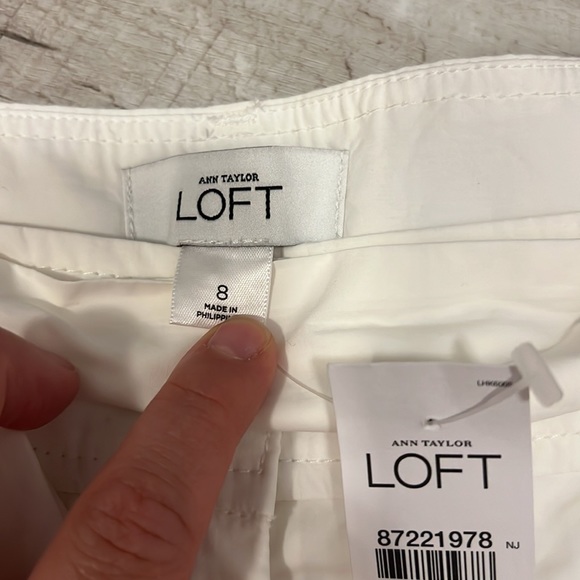 ANN TAYLOR
LOFT
8
MADE IN
ANN TAYLOR
LOFT
87221978 NJ